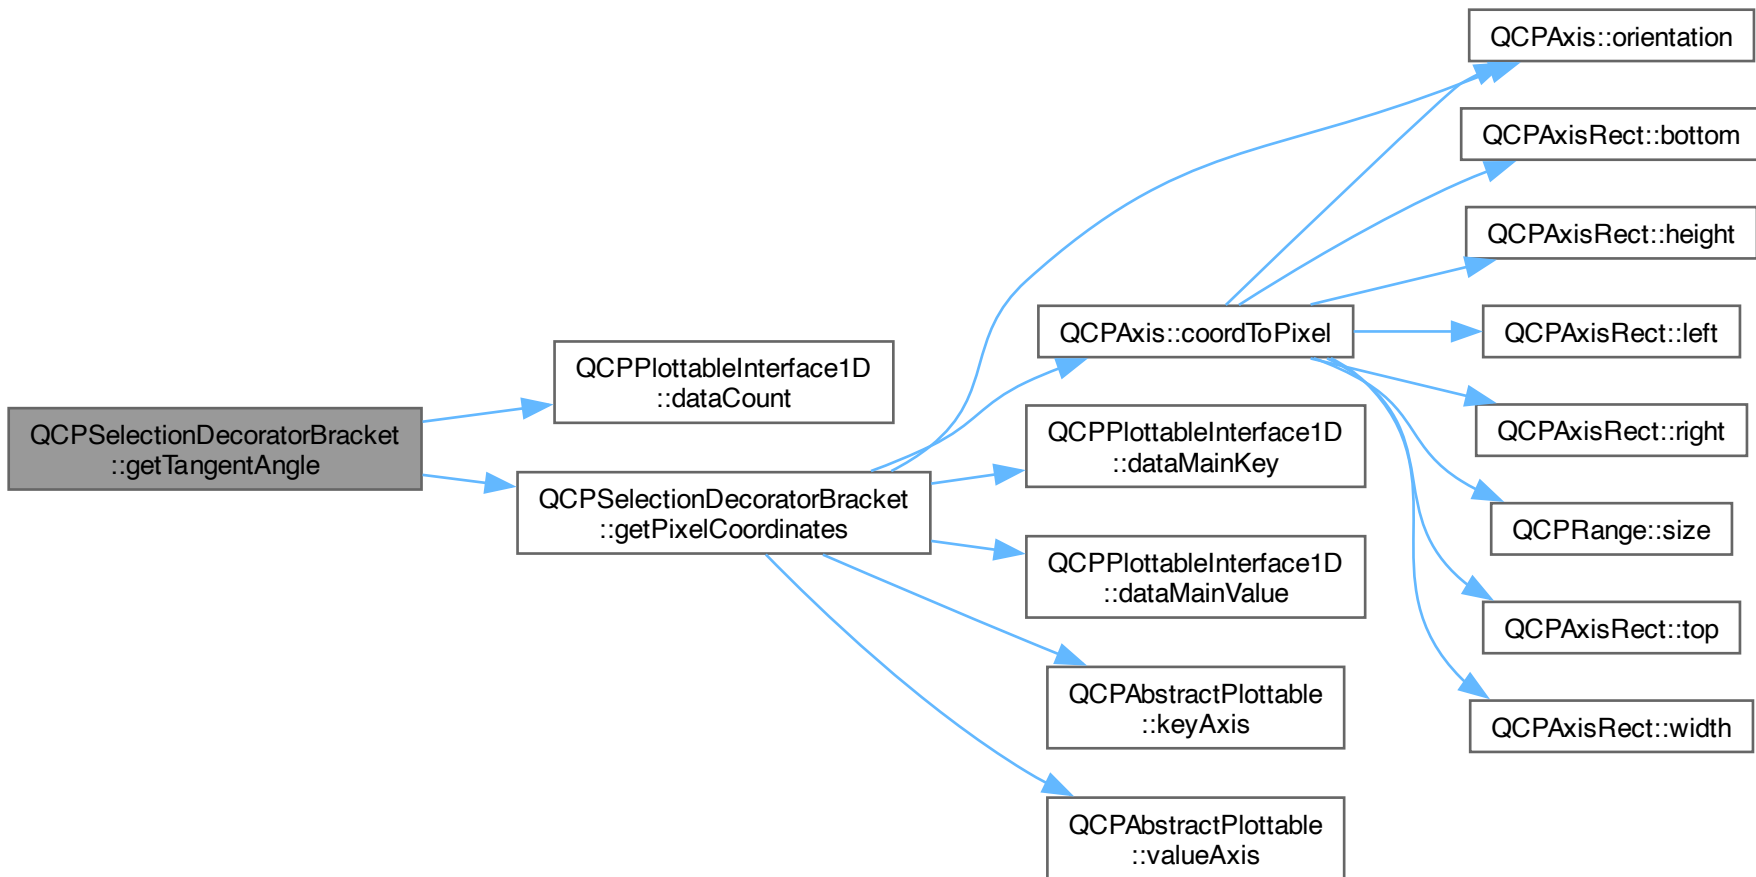 QCPSelectionDecoratorBracket
::getTangentAngle
QCPPlottableInterface1D
::dataCount
QCPSelectionDecoratorBracket
::getPixelCoordinates
QCPAxis::coordToPixel
QCPPlottableInterface1D
::dataMainKey
QCPPlottableInterface1D
::dataMainValue
QCPAbstractPlottable
::keyAxis
QCPAbstractPlottable
::valueAxis
QCPAxis::orientation
QCPAxisRect::bottom
QCPAxisRect::height
QCPAxisRect::left
QCPAxisRect::right
QCPRange::size
QCPAxisRect::top
QCPAxisRect::width